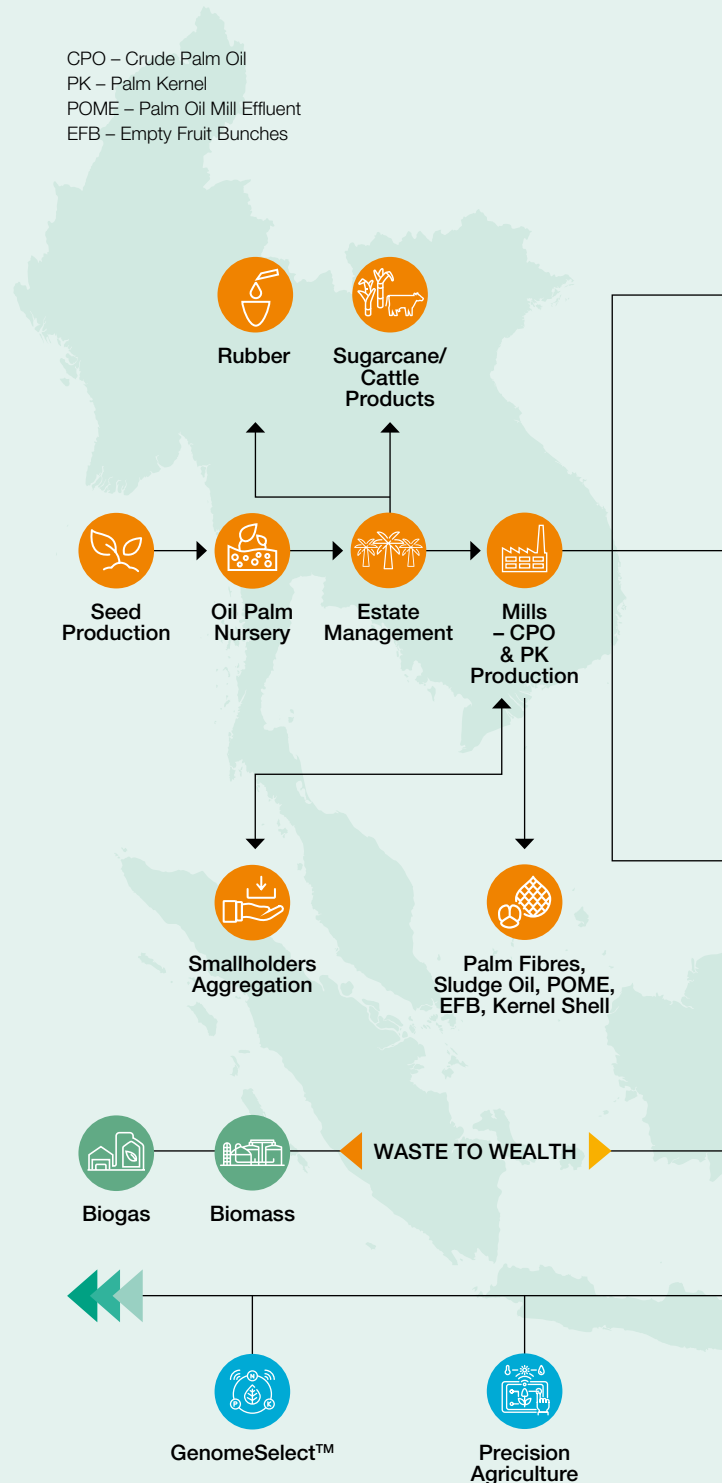 CPO – Crude Palm Oil
PK – Palm Kernel
POME – Palm Oil Mill Effluent
EFB – Empty Fruit Bunches
Rubber
Sugarcane/
Cattle
Products
Seed
Production
Oil Palm
Nursery
Estate
Management
Mills
– CPO
& PK
Production
Smallholders
Aggregation
Palm Fibres,
Sludge Oil, POME,
EFB, Kernel Shell
Biogas
Biomass
WASTE TO WEALTH
N
P
K
GenomeSelect™
Precision
Agriculture